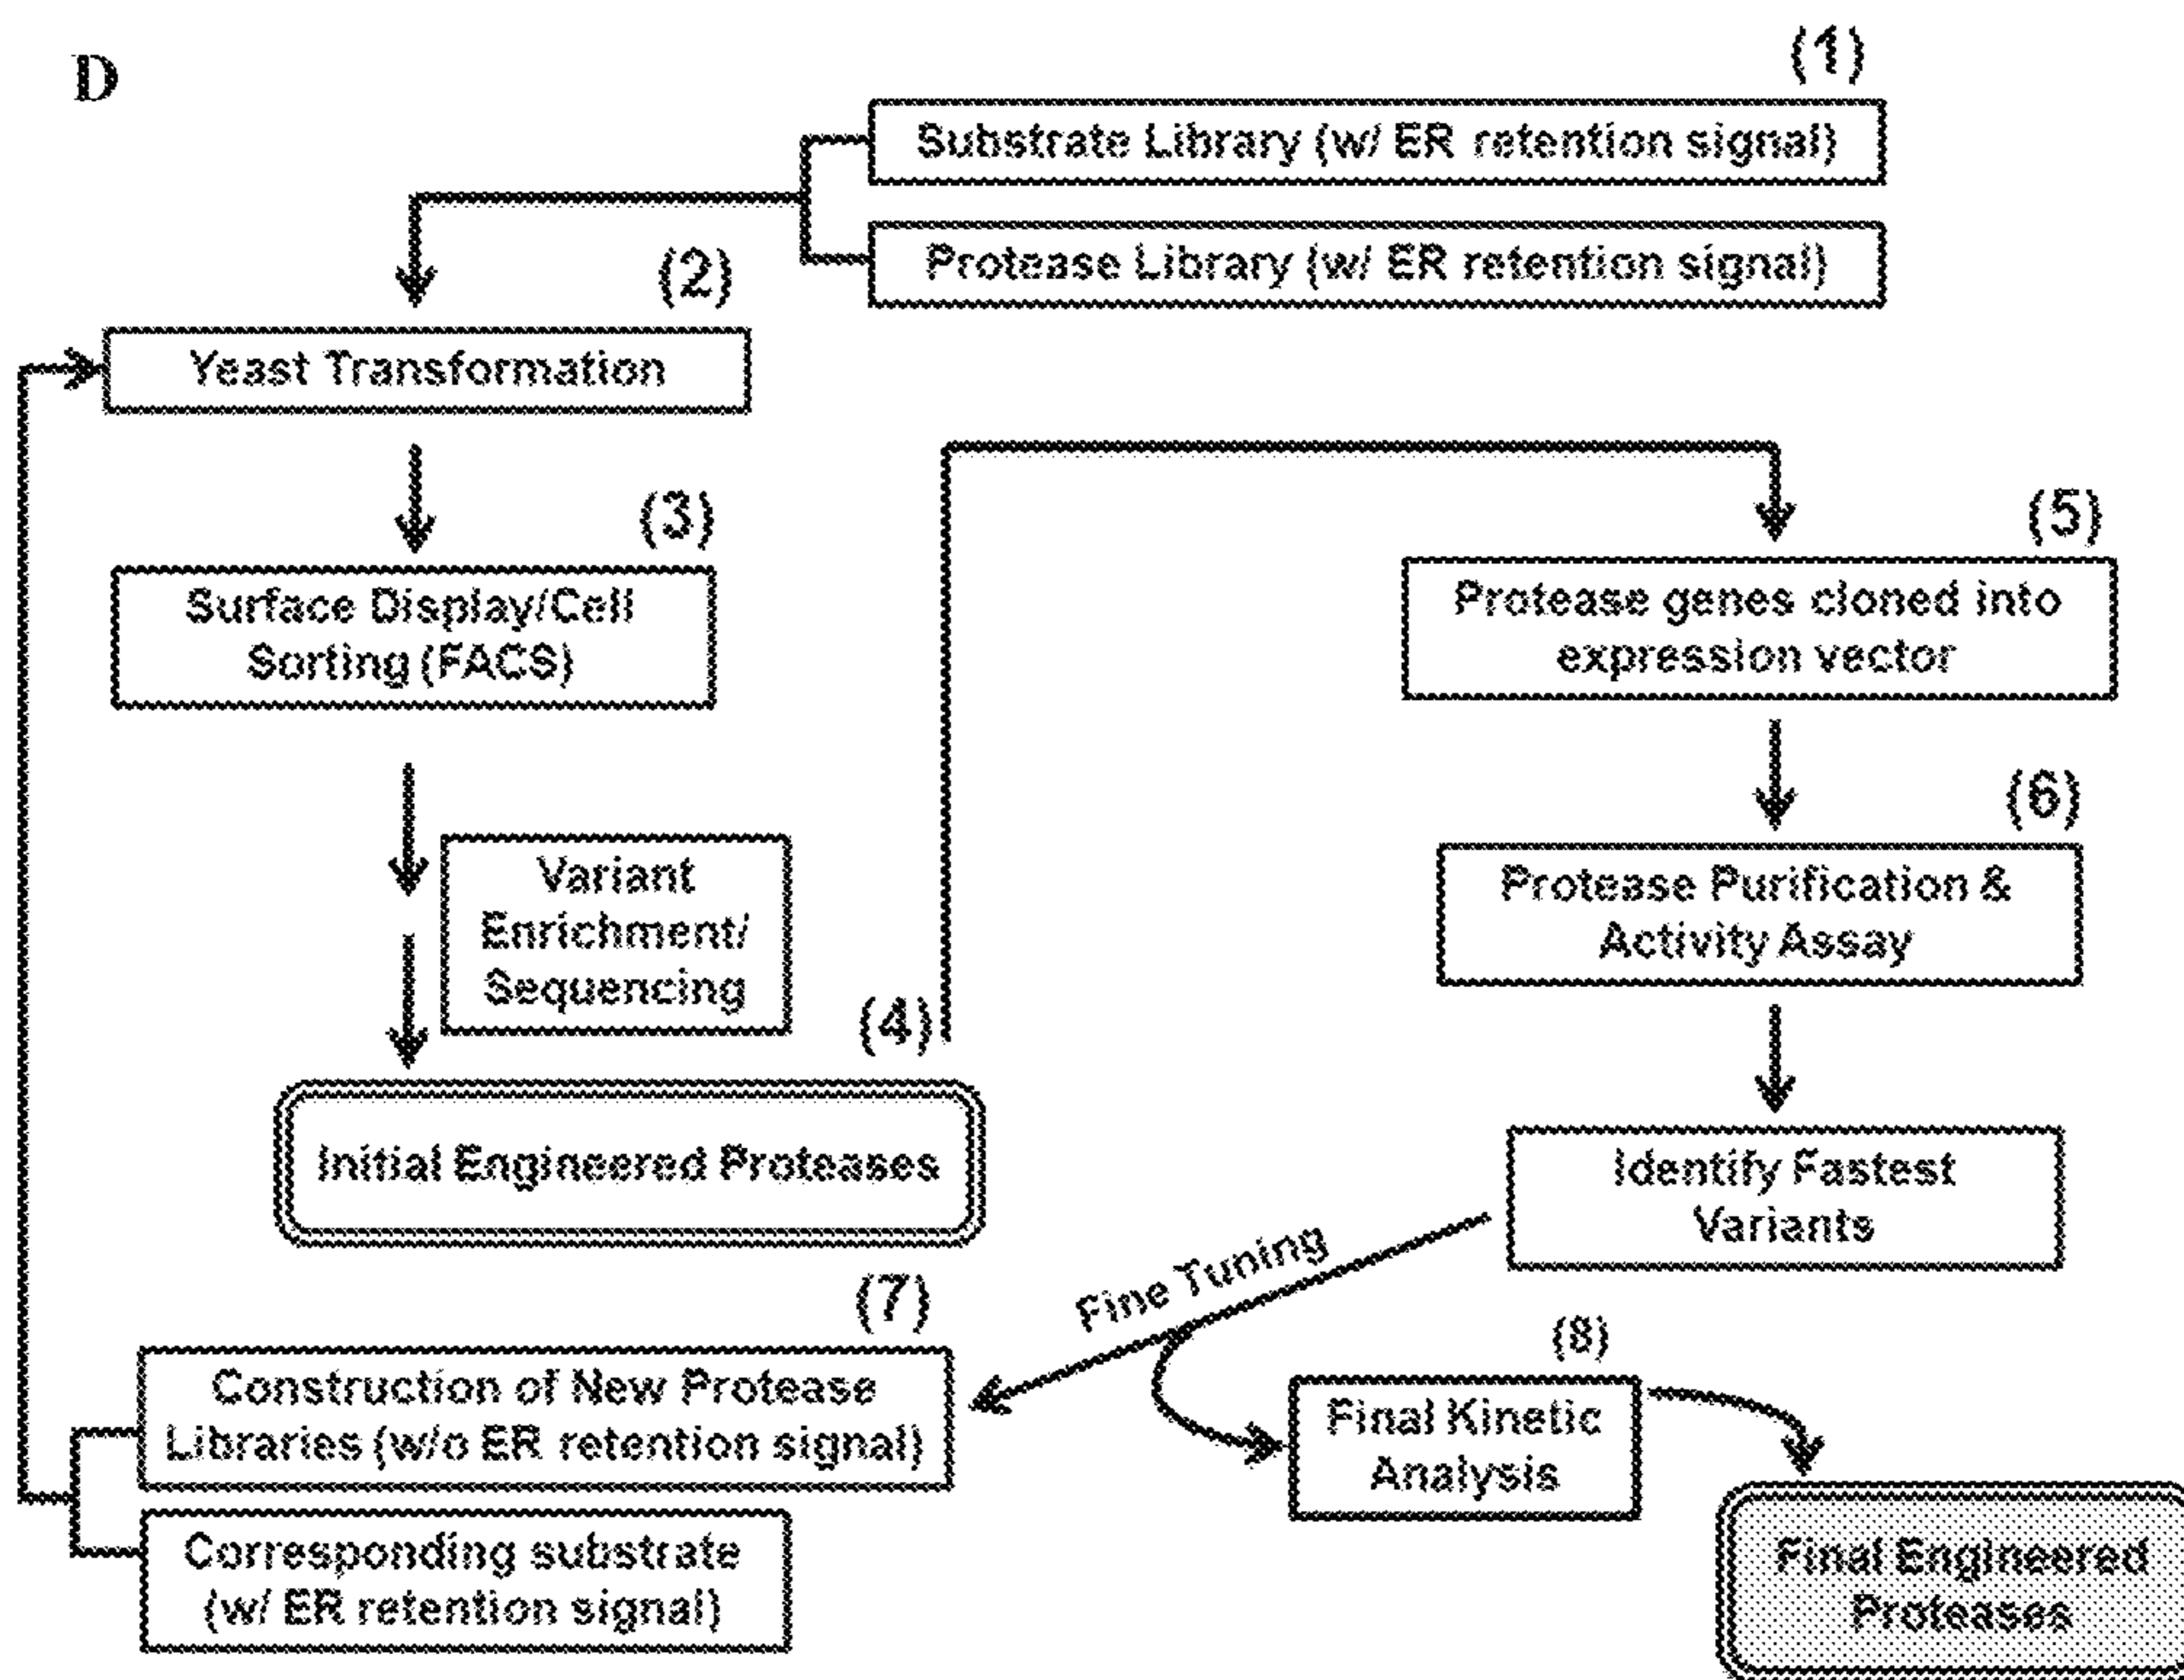 D
(1)
Substrate Library (w/ ER retention signal)
Protease Library (w/ ER retention signal)
(2)
Yeast Transformation
(3)
Surface Display/Cell
Sorting (FACS)
Variant
Enrichment/
Sequencing
(4)
Initial Engineered Proteases
(5)
Protease genes cloned into
expression vector
(6)
Protease Purification &
Activity Assay
Identify Fastest
Variants
Fine Tuning
(7)
Construction of New Protease
Libraries (w/o ER retention signal)
Corresponding substrate
(w/ ER retention signal)
(8)
Final Kinetic
Analysis
Final Engineered
Proteases